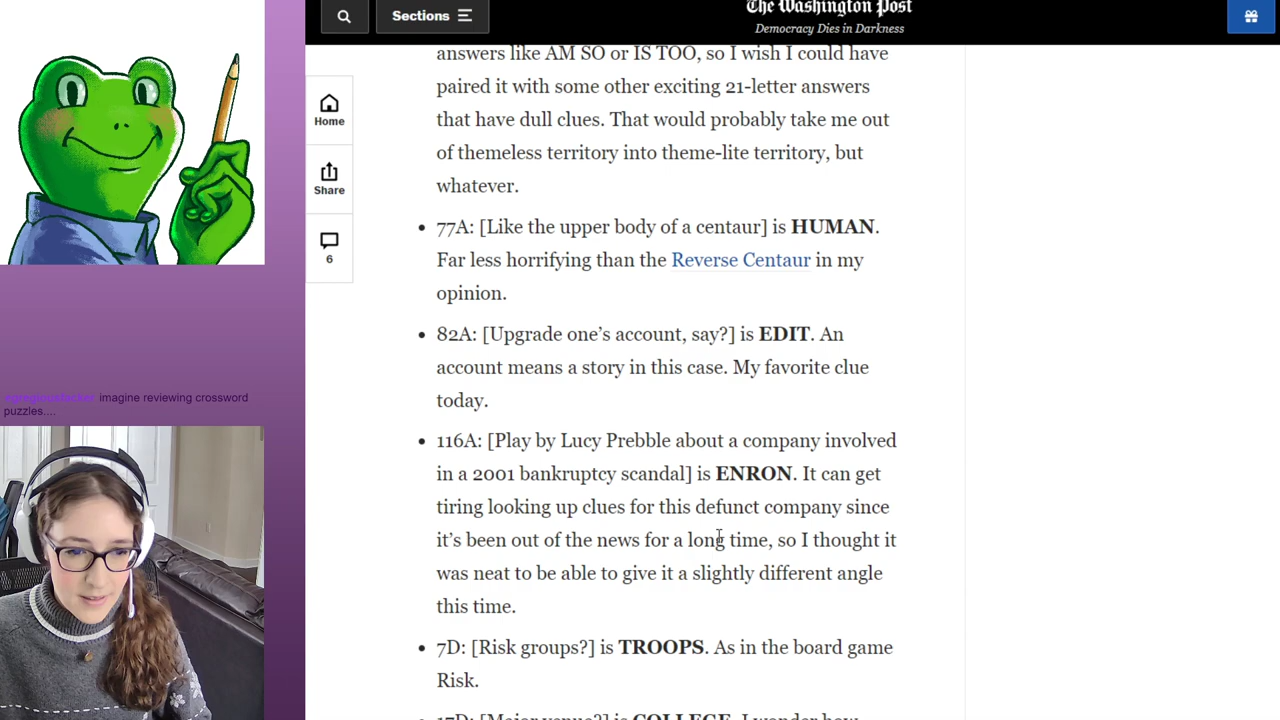 The Washington Post
Democracy Dies in Darkness
Sections
Home
Share
6
answers like AM SO or IS TOO, so I wish I could have
paired it with some other exciting 21-letter answers
that have dull clues. That would probably take me out
of themeless territory into theme-lite territory, but
whatever.
• 77A: [Like the upper body of a centaur] is HUMAN.
Far less horrifying than the Reverse Centaur in my
opinion.
• 82A: [Upgrade one’s account, say?] is EDIT. An
account means a story in this case. My favorite clue
today.
• 116A: [Play by Lucy Prebble about a company involved
in a 2001 bankruptcy scandal] is ENRON. It can get
tiring looking up clues for this defunct company since
it’s been out of the news for a long time, so I thought it
was neat to be able to give it a slightly different angle
this time.
• 7D: [Risk groups?] is TROOPS. As in the board game
Risk.
• 17D: [Major venue?] is COLLEGE. I wonder how
imagine reviewing crossword
puzzles....